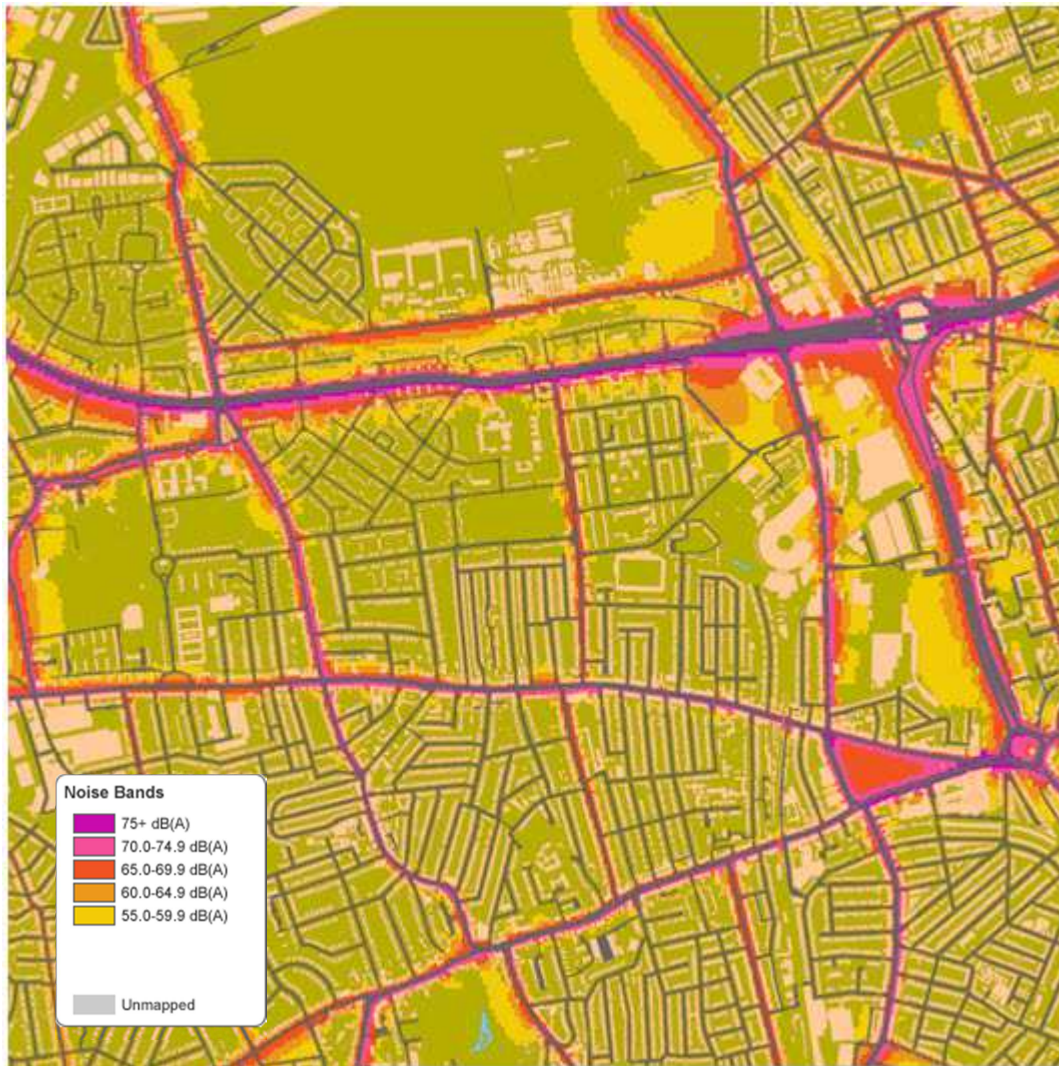 Noise Bands
75+ dB(A)
70.0-74.9 dB(A)
65.0-69.9 dB(A)
60.0-64.9 dB(A)
55.0-59.9 dB(A)
Unmapped